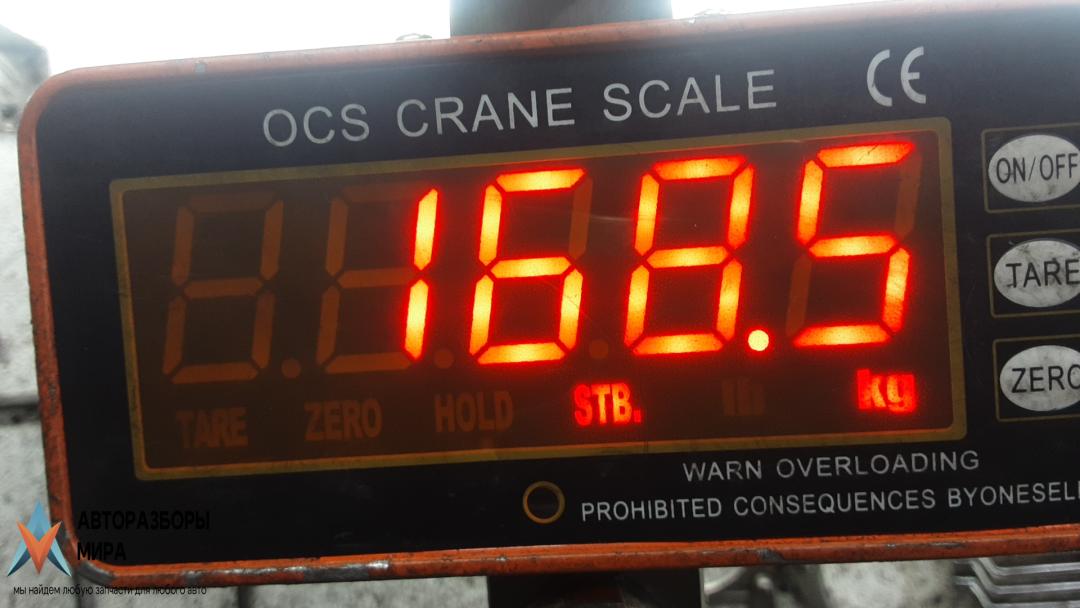 OCS CRANE SCALE CE
168.5
ON/OFF
TARE
ZERO
TARE ZERO HOLD STB. lb kg
WARN OVERLOADING
PROHIBITED CONSEQUENCES BYONESEL
АВТОРАЗБОРЫ
МИРА
мы найдем любую запчасти для любого авто